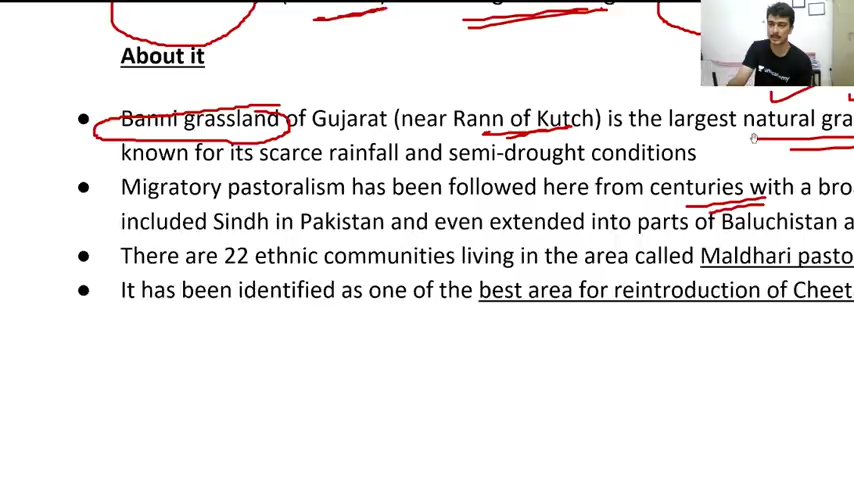 About it
● Banni grassland of Gujarat (near Rann of Kutch) is the largest natural gra
known for its scarce rainfall and semi-drought conditions
● Migratory pastoralism has been followed here from centuries with a bro
included Sindh in Pakistan and even extended into parts of Baluchistan a
● There are 22 ethnic communities living in the area called Maldhari pasto
● It has been identified as one of the best area for reintroduction of Cheet